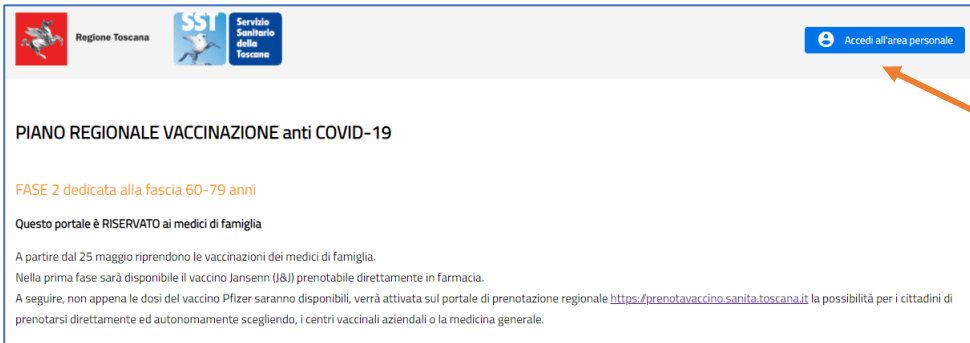 Regione Toscana
SST
Servizio
Sanitario
della
Toscana
Accedi all'area personale
PIANO REGIONALE VACCINAZIONE anti COVID-19
FASE 2 dedicata alla fascia 60-79 anni
Questo portale è RISERVATO ai medici di famiglia
A partire dal 25 maggio riprendono le vaccinazioni dei medici di famiglia.
Nella prima fase sarà disponibile il vaccino Jansenn (J&J) prenotabile direttamente in farmacia.
A seguire, non appena le dosi del vaccino Pfizer saranno disponibili, verrà attivata sul portale di prenotazione regionale https://prenotavaccino.sanita.toscana.it la possibilità per i cittadini di
prenotarsi direttamente ed autonomamente scegliendo, i centri vaccinali aziendali o la medicina generale.